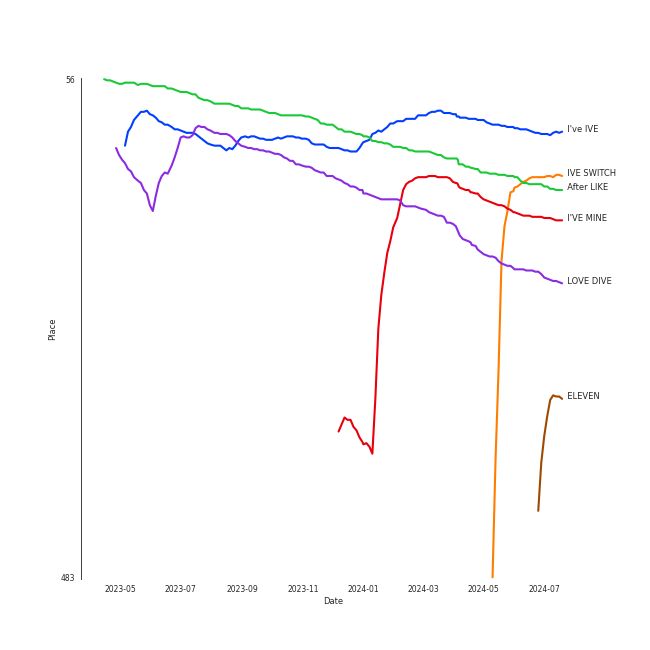 56
I've IVE
IVE SWITCH
After LIKE
I'VE MINE
LOVE DIVE
ELEVEN
Place
483
2023-05 2023-07 2023-09 2023-11 2024-01 2024-03 2024-05 2024-07
Date